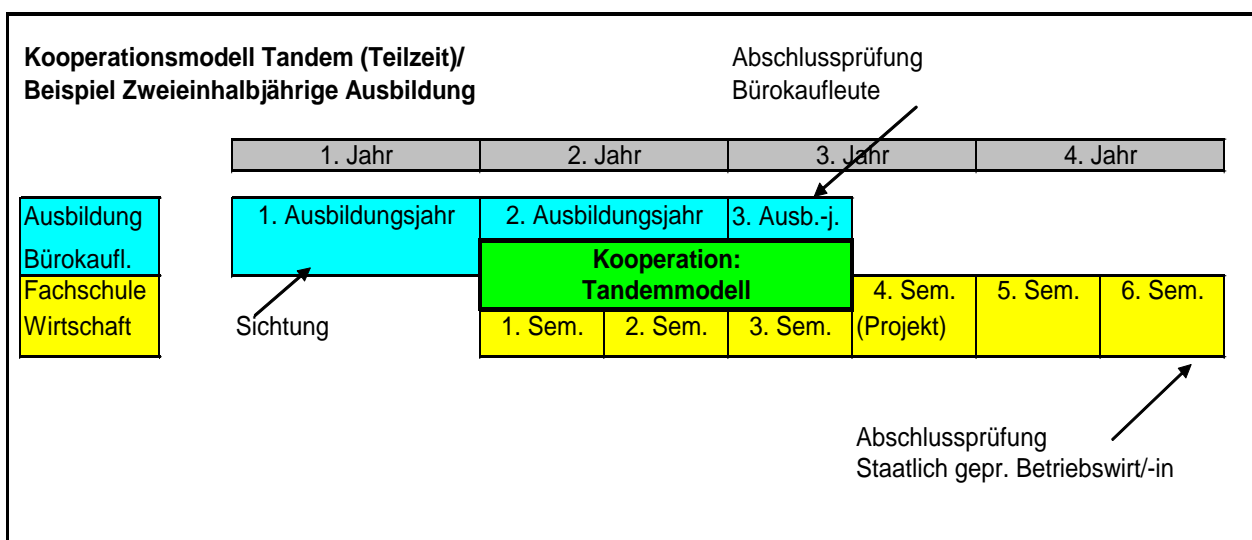 Kooperationsmodell Tandem (Teilzeit)/
Beispiel Zweieinhalbjährige Ausbildung
Abschlussprüfung
Bürokaufleute
1. Jahr
2. Jahr
3. Jahr
4. Jahr
Ausbildung
Bürokaufl.
1. Ausbildungsjahr
2. Ausbildungsjahr
3. Ausb.-j.
Kooperation:
Tandemmodell
Fachschule
Wirtschaft
Sichtung
1. Sem.
2. Sem.
3. Sem.
4. Sem.
(Projekt)
5. Sem.
6. Sem.
Abschlussprüfung
Staatlich gepr. Betriebswirt/-in